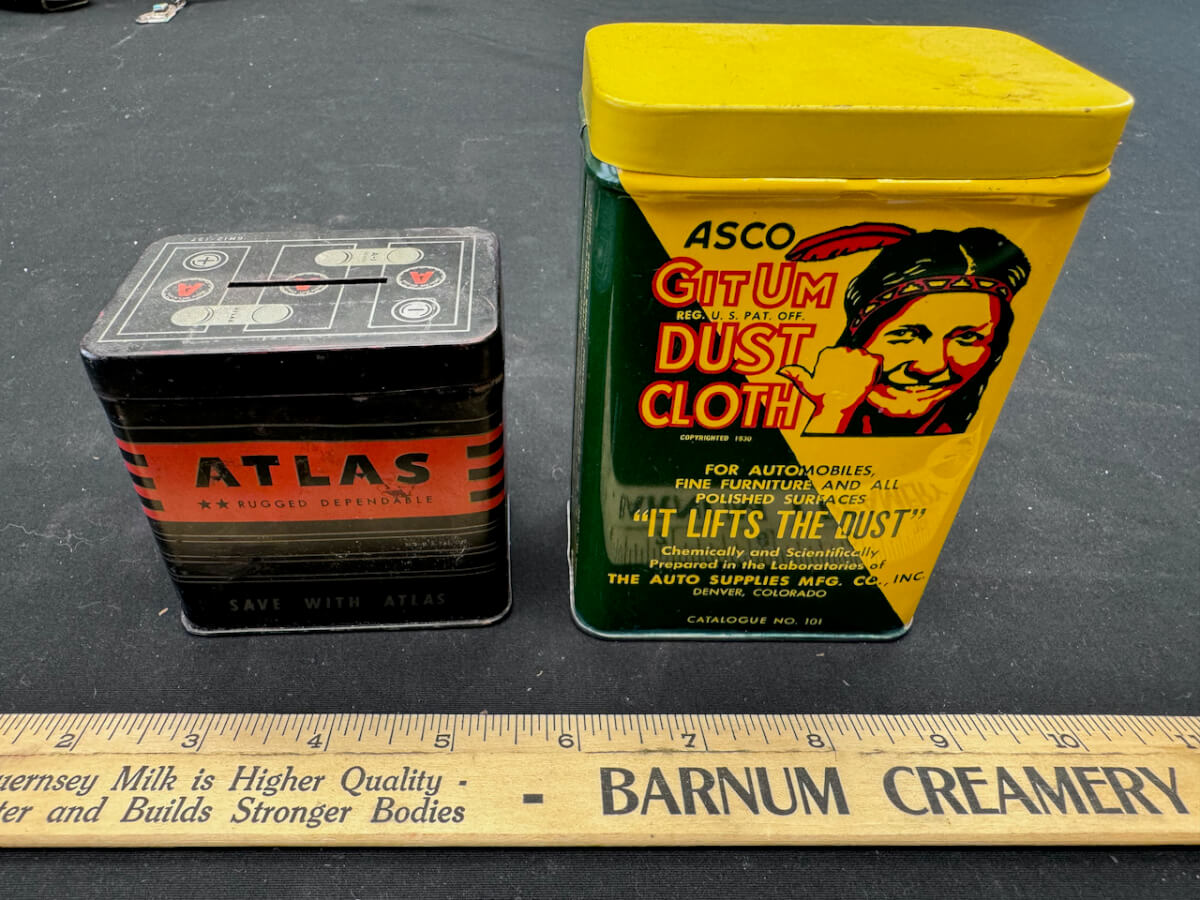 ATLAS
★★ RUGGED DEPENDABLE
SAVE WITH ATLAS
A
A
A
ASCO
GIT UM
REG. U. S. PAT. OFF.
DUST
CLOTH
COPYRIGHTED 1930
FOR AUTOMOBILES,
FINE FURNITURE AND ALL
POLISHED SURFACES
"IT LIFTS THE DUST"
Chemically and Scientifically
Prepared in the Laboratories of
THE AUTO SUPPLIES MFG. CO., INC.
DENVER, COLORADO
CATALOGUE NO. 101
2 3 4 5 6 7 8 9 10
uernsey Milk is Higher Quality -
ter and Builds Stronger Bodies
- BARNUM CREAMERY